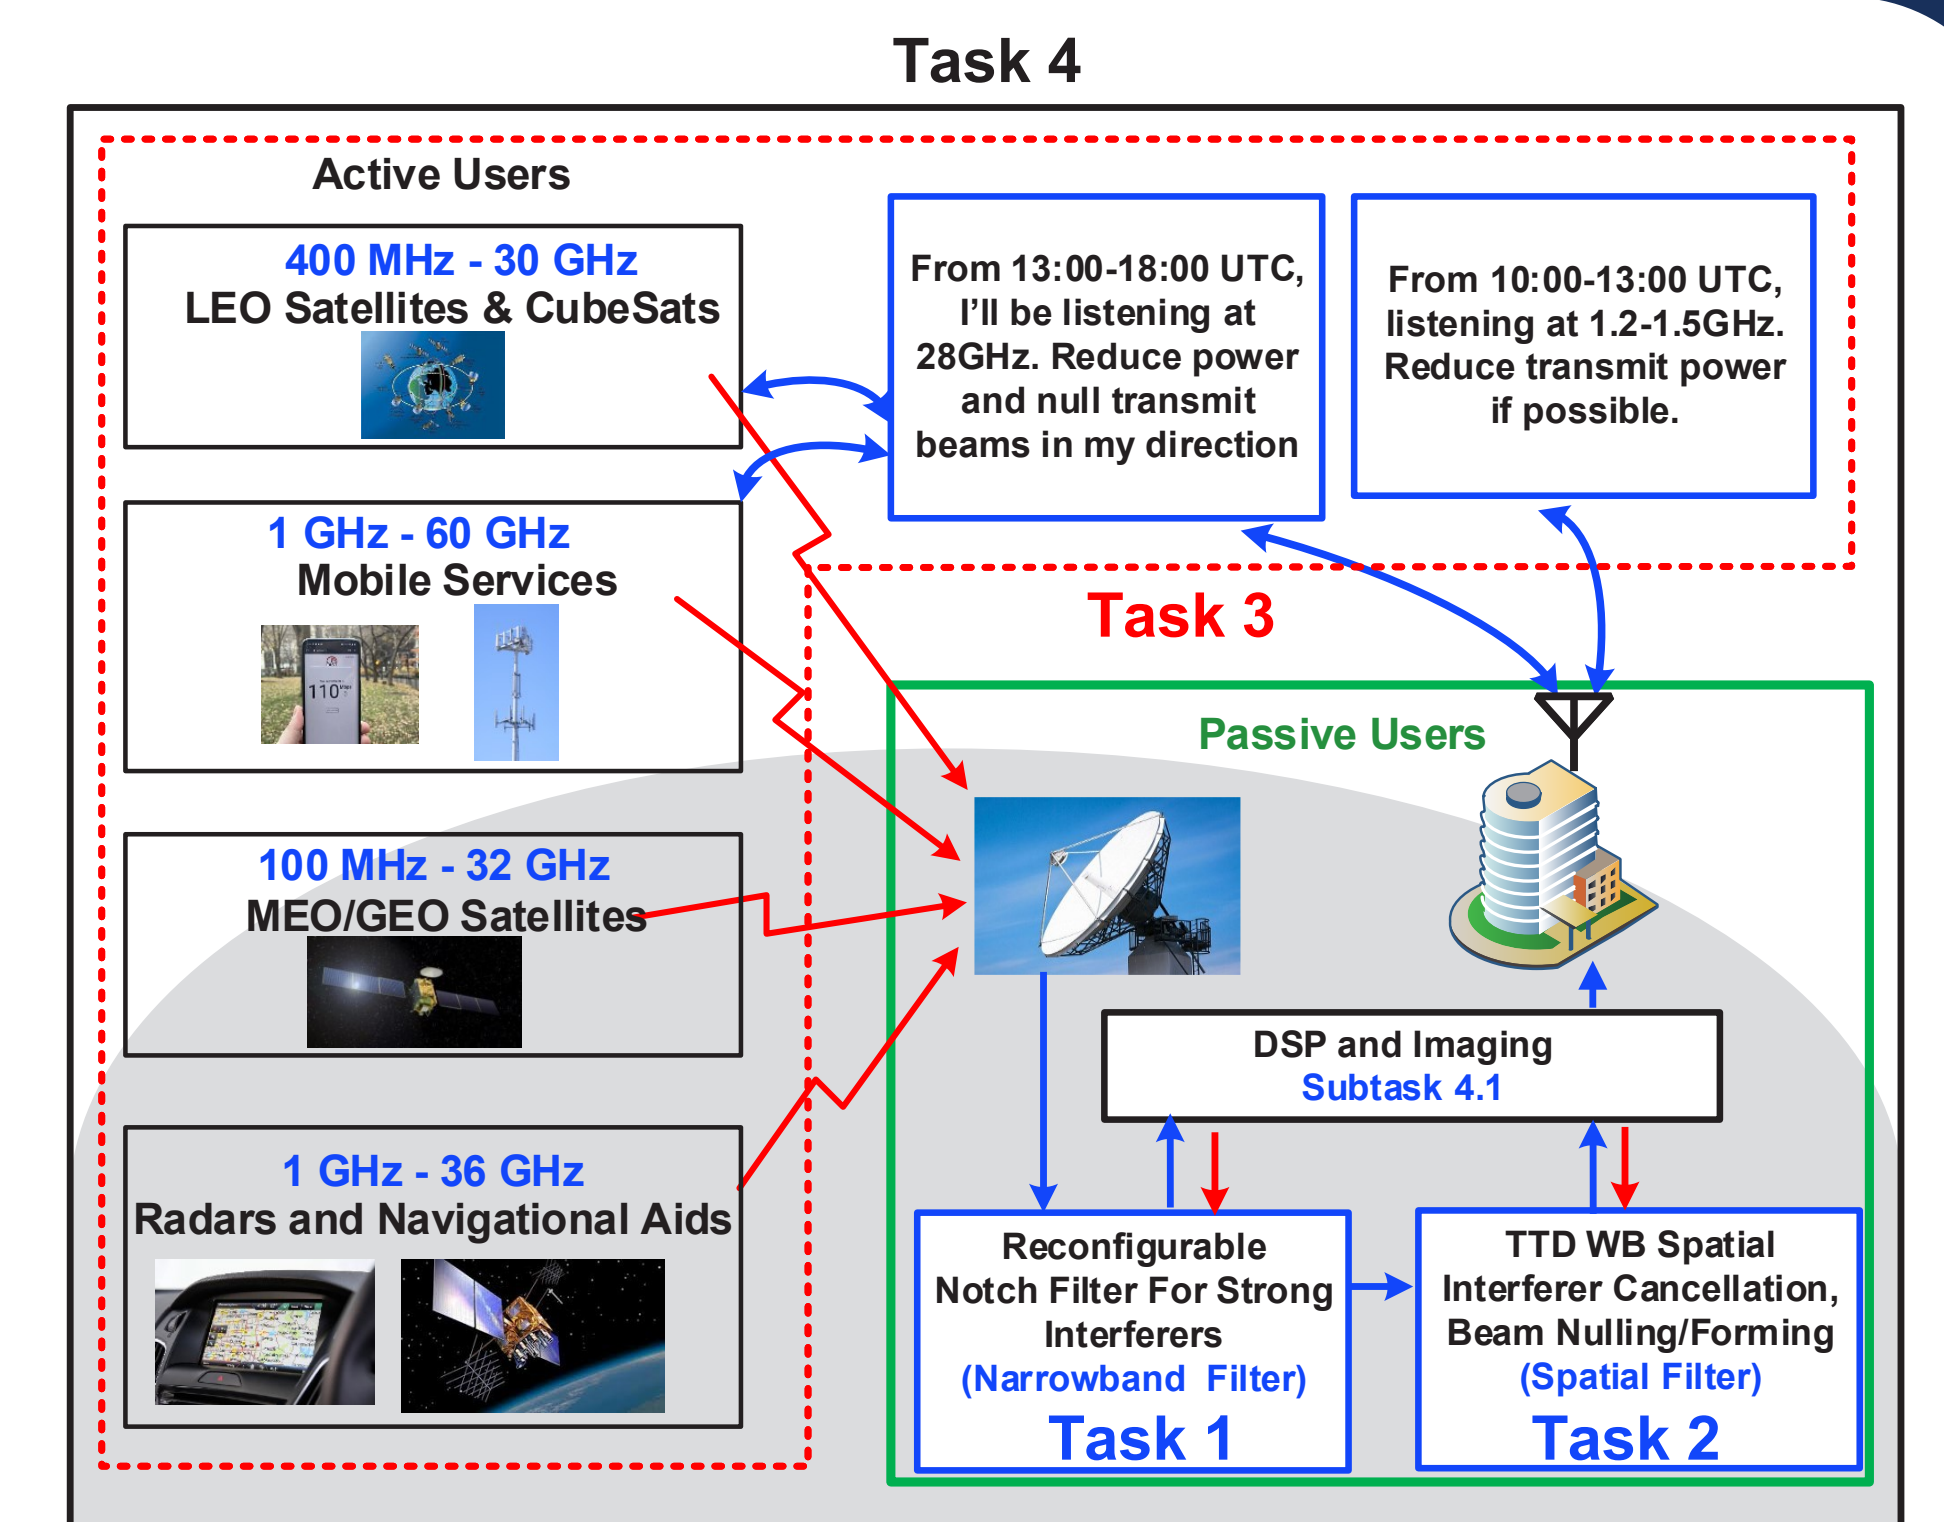 Task 4
Active Users
400 MHz - 30 GHz
LEO Satellites & CubeSats
From 13:00-18:00 UTC,
I'll be listening at
28GHz. Reduce power
and null transmit
beams in my direction
From 10:00-13:00 UTC,
listening at 1.2-1.5GHz.
Reduce transmit power
if possible.
1 GHz - 60 GHz
Mobile Services
110
Task 3
Passive Users
100 MHz - 32 GHz
MEO/GEO Satellites
DSP and Imaging
Subtask 4.1
1 GHz - 36 GHz
Radars and Navigational Aids
Reconfigurable
Notch Filter For Strong
Interferers
(Narrowband Filter)
Task 1
TTD WB Spatial
Interferer Cancellation,
Beam Nulling/Forming
(Spatial Filter)
Task 2